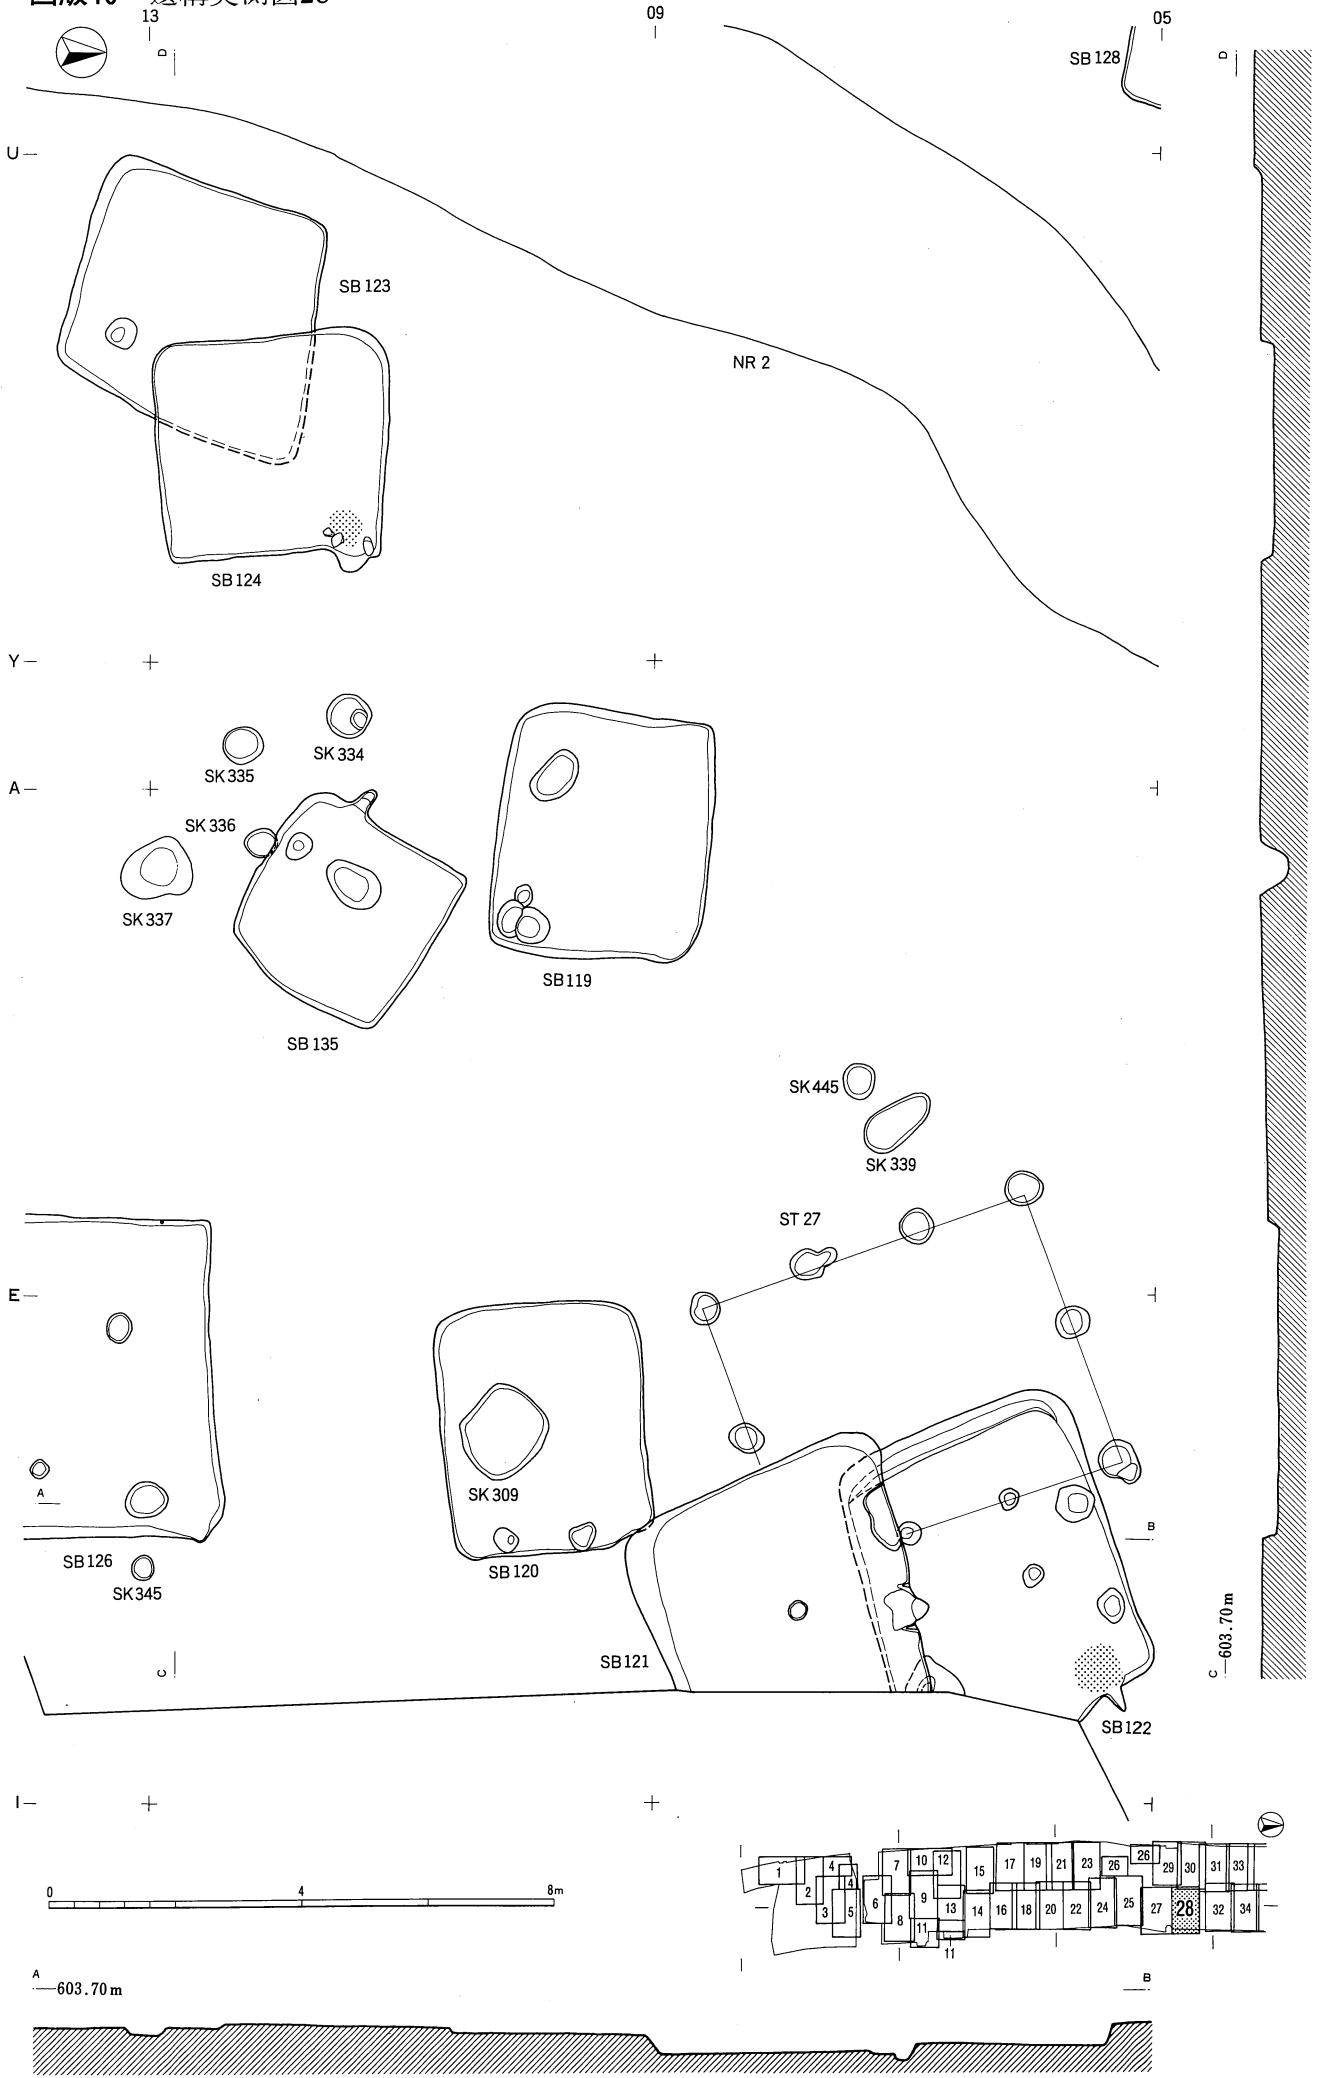 13
09
05
D
SB 128
D
U
SB 123
NR 2
SB 124
Y
SK 334
SK 335
A
SK 336
SK 337
SB 119
SB 135
SK 445
SK 339
ST 27
E
SK 309
A
B
SB 126
SB 120
SK 345
SB 121
C
C
603.70 m
SB 122
I
1 4 7 10 12 15 17 19 21 23 26 26 29 30 31 33
2 4 3 5 6 8 9 11 13 14 16 18 20 22 24 25 27 28 32 34
11
0 4 8m
A
603.70 m
B